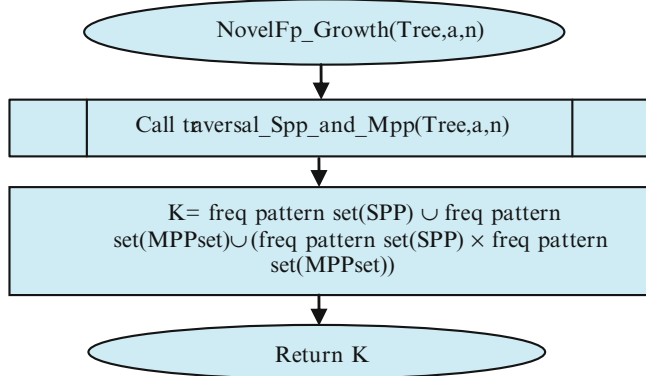 NovelFp_Growth(Tree,a,n)
Call traversal_Spp_and_Mpp(Tree,a,n)
K= freq pattern set(SPP) ∪ freq pattern
set(MPPset)∪(freq pattern set(SPP) × freq pattern
set(MPPset))
Return K